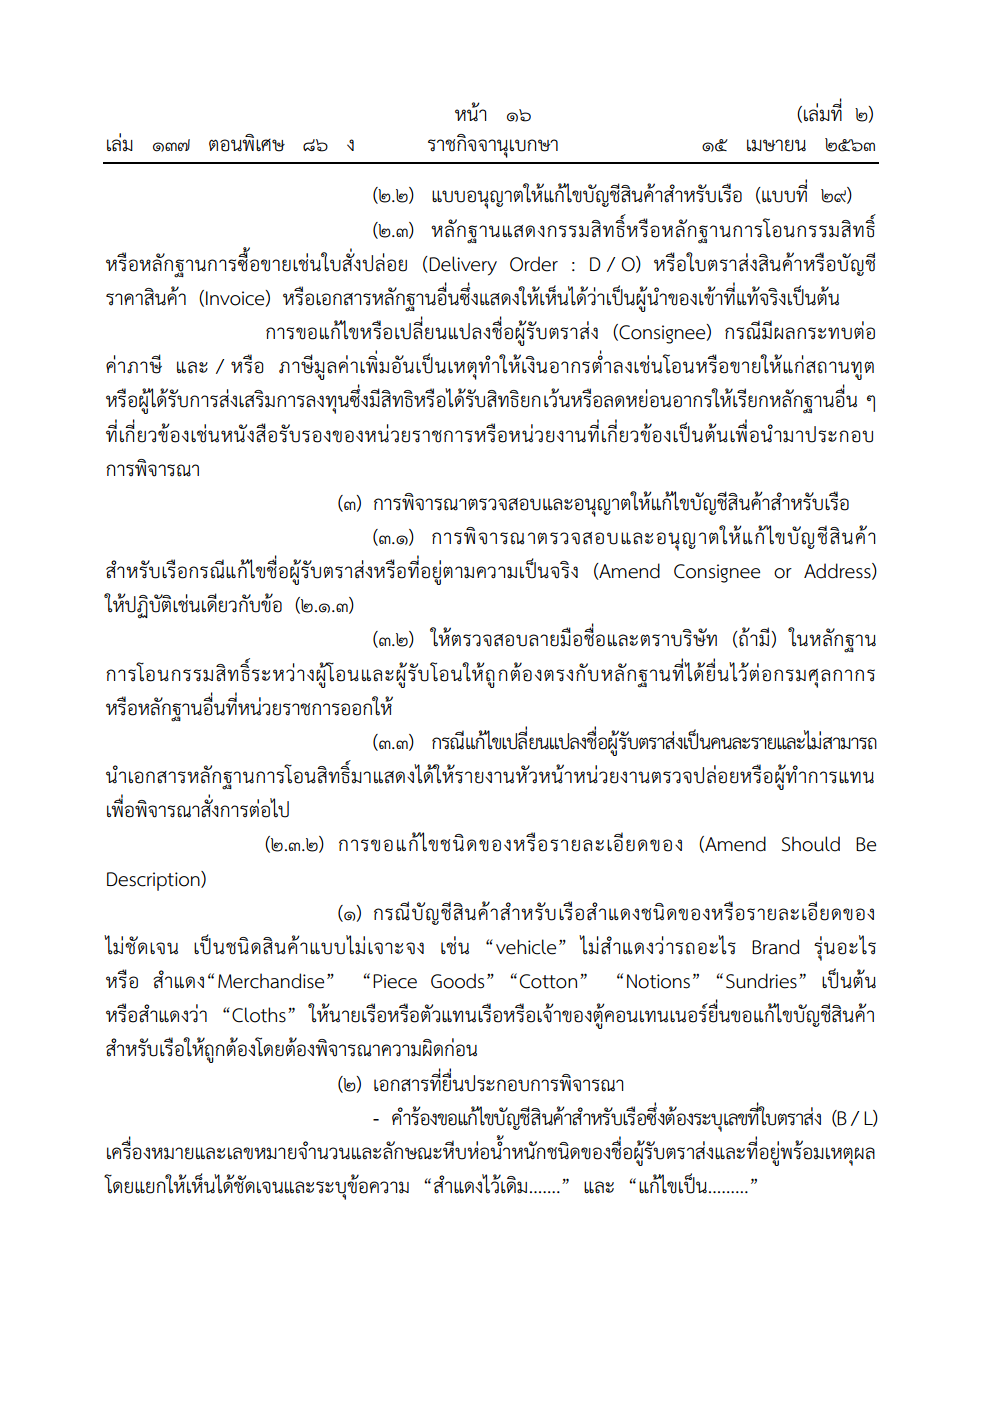 หน้า ๑๖
(เล่มที่ ๒)
เล่ม ๑๓๗ ตอนพิเศษ ๘๖ ง ราชกิจจานุเบกษา ๑๕ เมษายน ๒๕๖๓
(๒.๒) แบบอนุญาตให้แก้ไขบัญชีสินค้าสำหรับเรือ (แบบที่ ๒๙)
(๒.๓) หลักฐานแสดงกรรมสิทธิ์หรือหลักฐานการโอนกรรมสิทธิ์
หรือหลักฐานการซื้อขายเช่นใบสั่งปล่อย (Delivery Order : D / O) หรือใบตราส่งสินค้าหรือบัญชี
ราคาสินค้า (Invoice) หรือเอกสารหลักฐานอื่นซึ่งแสดงให้เห็นได้ว่าเป็นผู้นำของเข้าที่แท้จริงเป็นต้น
การขอแก้ไขหรือเปลี่ยนแปลงชื่อผู้รับตราส่ง (Consignee) กรณีมีผลกระทบต่อ
ค่าภาษี และ / หรือ ภาษีมูลค่าเพิ่มอันเป็นเหตุทำให้เงินอากรต่ำลงเช่นโอนหรือขายให้แก่สถานทูต
หรือผู้ได้รับการส่งเสริมการลงทุนซึ่งมีสิทธิหรือได้รับสิทธิยกเว้นหรือลดหย่อนอากรให้เรียกหลักฐานอื่น ๆ
ที่เกี่ยวข้องเช่นหนังสือรับรองของหน่วยราชการหรือหน่วยงานที่เกี่ยวข้องเป็นต้นเพื่อนำมาประกอบ
การพิจารณา
(๓) การพิจารณาตรวจสอบและอนุญาตให้แก้ไขบัญชีสินค้าสำหรับเรือ
(๓.๑) การพิจารณาตรวจสอบและอนุญาตให้แก้ไขบัญชีสินค้า
สำหรับเรือกรณีแก้ไขชื่อผู้รับตราส่งหรือที่อยู่ตามความเป็นจริง (Amend Consignee or Address)
ให้ปฏิบัติเช่นเดียวกับข้อ (๒.๑.๓)
(๓.๒) ให้ตรวจสอบลายมือชื่อและตราบริษัท (ถ้ามี) ในหลักฐาน
การโอนกรรมสิทธิ์ระหว่างผู้โอนและผู้รับโอนให้ถูกต้องตรงกับหลักฐานที่ได้ยื่นไว้ต่อกรมศุลกากร
หรือหลักฐานอื่นที่หน่วยราชการออกให้
(๓.๓) กรณีแก้ไขเปลี่ยนแปลงชื่อผู้รับตราส่งเป็นคนละรายและไม่สามารถ
นำเอกสารหลักฐานการโอนสิทธิ์มาแสดงได้ให้รายงานหัวหน้าหน่วยงานตรวจปล่อยหรือผู้ทำการแทน
เพื่อพิจารณาสั่งการต่อไป
(๒.๓.๒) การขอแก้ไขชนิดของหรือรายละเอียดของ (Amend Should Be
Description)
(๑) กรณีบัญชีสินค้าสำหรับเรือสำแดงชนิดของหรือรายละเอียดของ
ไม่ชัดเจน เป็นชนิดสินค้าแบบไม่เจาะจง เช่น “vehicle” ไม่สำแดงว่ารถอะไร Brand รุ่นอะไร
หรือ สำแดง“Merchandise” “Piece Goods” “Cotton” “Notions” “Sundries” เป็นต้น
หรือสำแดงว่า “Cloths” ให้นายเรือหรือตัวแทนเรือหรือเจ้าของตู้คอนเทนเนอร์ยื่นขอแก้ไขบัญชีสินค้า
สำหรับเรือให้ถูกต้องโดยต้องพิจารณาความผิดก่อน
(๒) เอกสารที่ยื่นประกอบการพิจารณา
- คำร้องขอแก้ไขบัญชีสินค้าสำหรับเรือซึ่งต้องระบุเลขที่ใบตราส่ง (B / L)
เครื่องหมายและเลขหมายจำนวนและลักษณะหีบห่อน้ำหนักชนิดของชื่อผู้รับตราส่งและที่อยู่พร้อมเหตุผล
โดยแยกให้เห็นได้ชัดเจนและระบุข้อความ “สำแดงไว้เดิม.......” และ “แก้ไขเป็น.........”